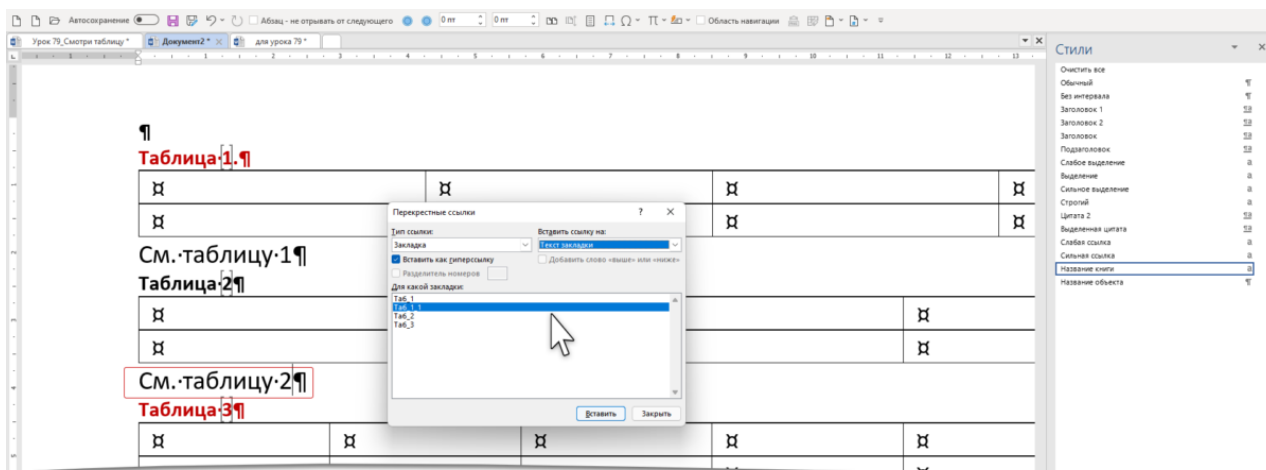 Автосохранение
Абзац - не отрывать от следующего
0 пт
0 пт
Область навигации
Урок 79_Смотри таблицу *
Документ2 *
для урока 79 *
Стили
Очистить все
Обычный
Без интервала
Заголовок 1
Заголовок 2
Заголовок
Подзаголовок
Слабое выделение
Выделение
Сильное выделение
Строгий
Цитата 2
Выделенная цитата
Слабая ссылка
Сильная ссылка
Название книги
Название объекта
¶
Таблица·1.¶
См.·таблицу·1¶
Таблица·2¶
См.·таблицу·2¶
Таблица·3¶
Перекрестные ссылки
Тип ссылки:
Вставить ссылку на:
Закладка
Текст закладки
Вставить как гиперссылку
Добавить слово «выше» или «ниже»
Разделитель номеров
Для какой закладки:
Таб_1
Таб_1_1
Таб_2
Таб_3
Вставить
Закрыть